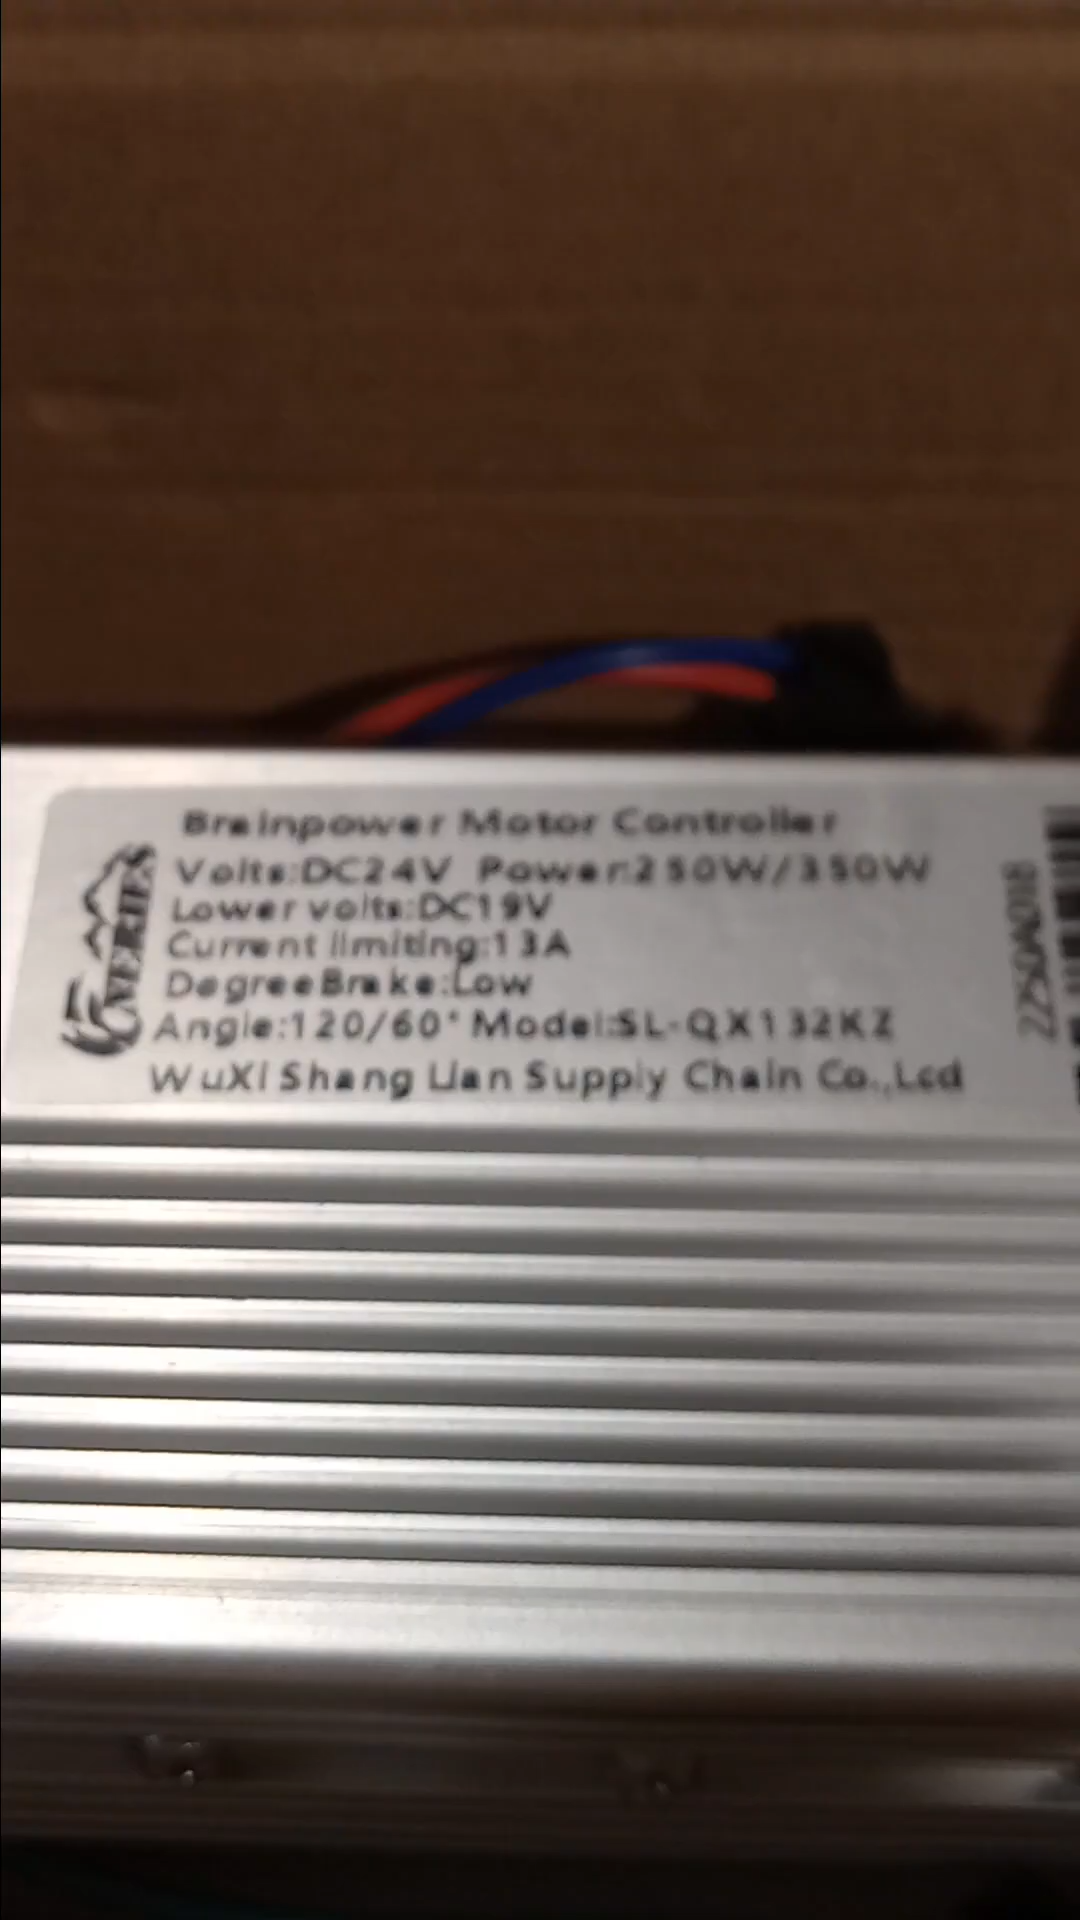 Brainpower Motor Controller
Volts:DC24V Power:250W/350W
Lower volts:DC19V
Current limiting:13A
DegreeBrake:Low
Angle:120/60° Model:SL-QX132KZ
WuXi Shang Lian Supply Chain Co.,Ltd